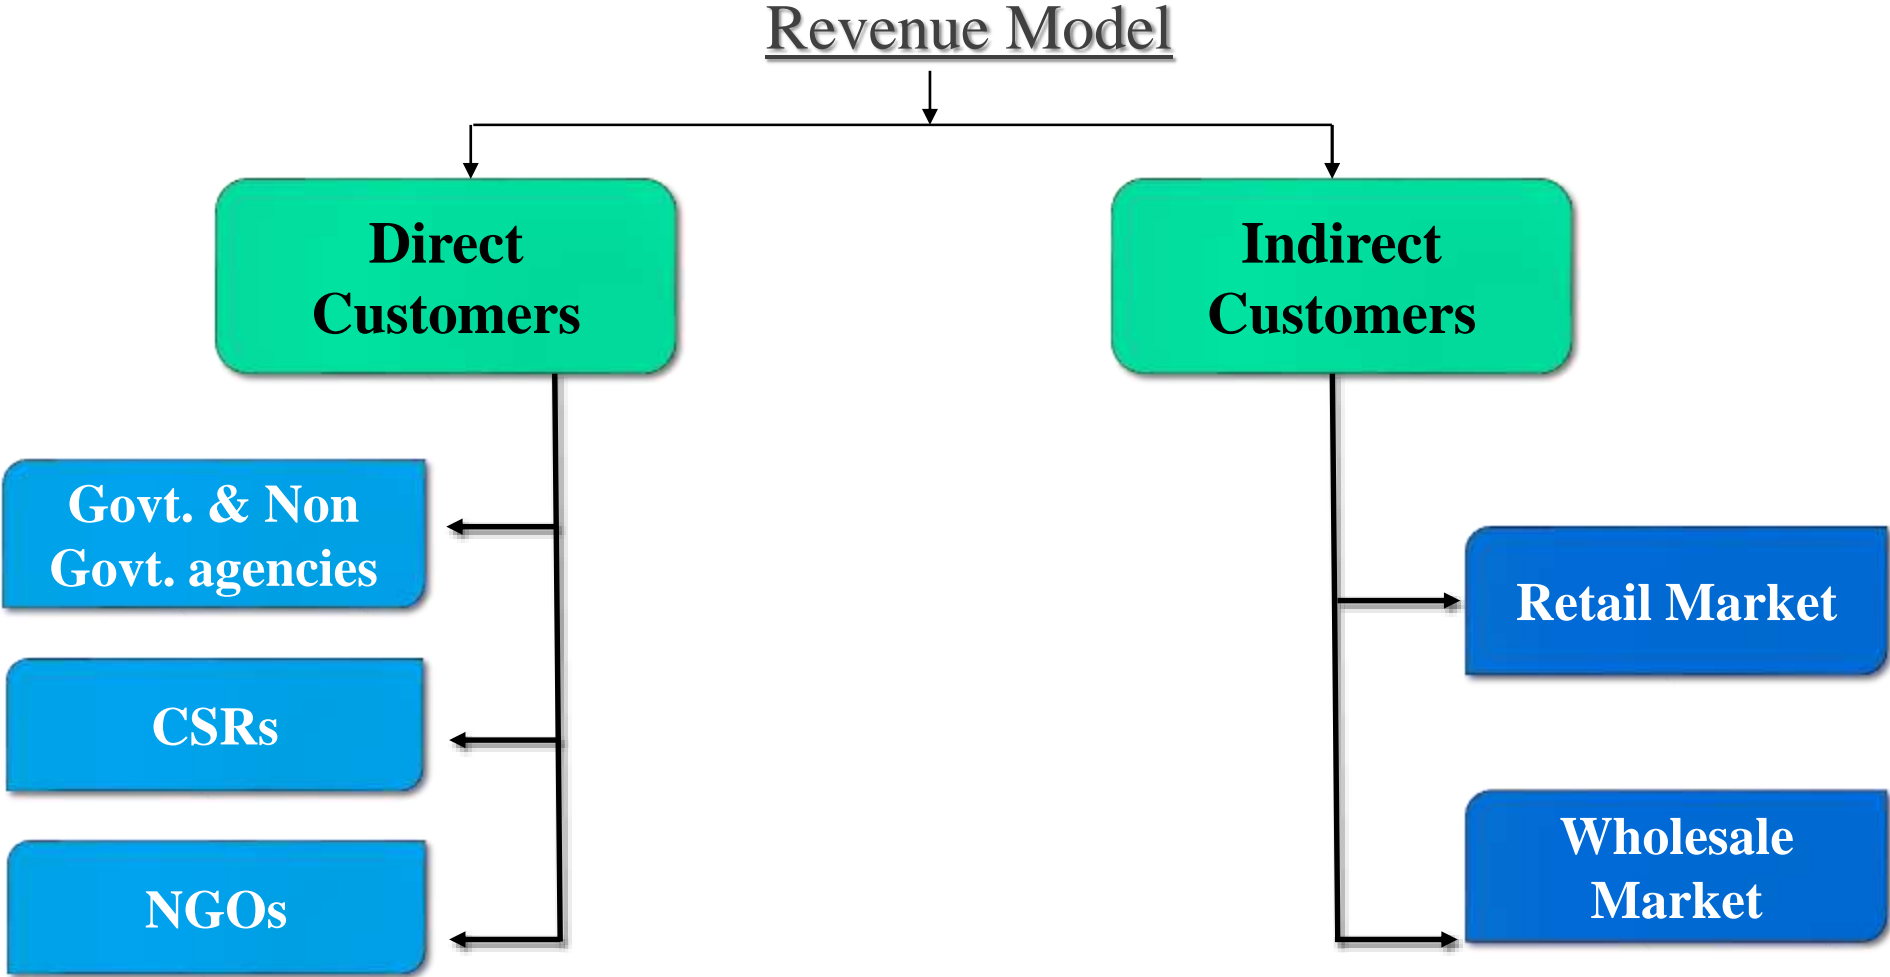 Revenue Model
Direct
Customers
Indirect
Customers
Govt. & Non
Govt. agencies
CSRs
NGOs
Retail Market
Wholesale
Market